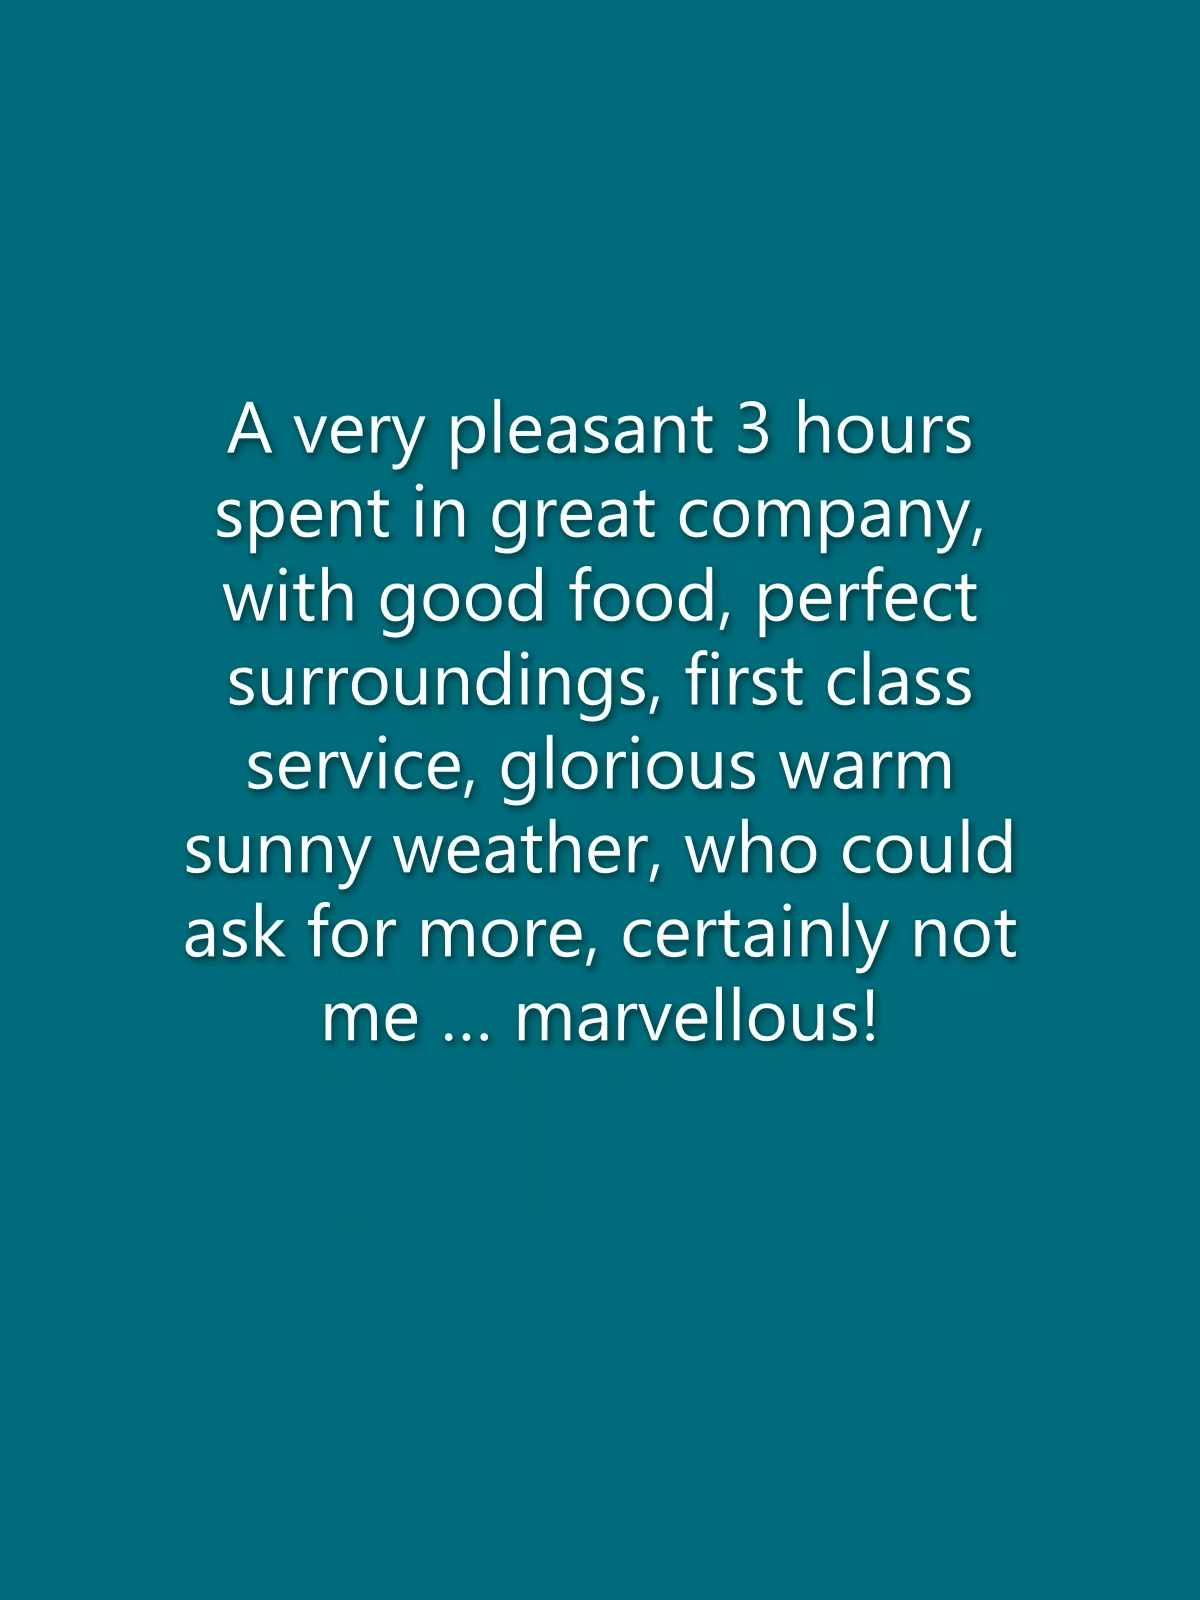 A very pleasant 3 hours
spent in great company,
with good food, perfect
surroundings, first class
service, glorious warm
sunny weather, who could
ask for more, certainly not
me ... marvellous!